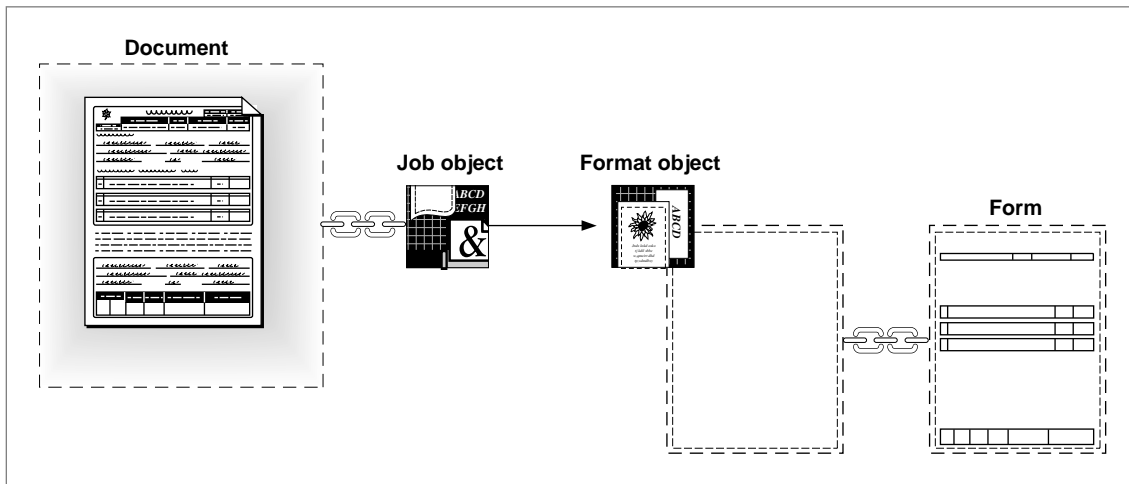 Document
Job object
Format object
Form
ABCD
EFGH
&
ABCD